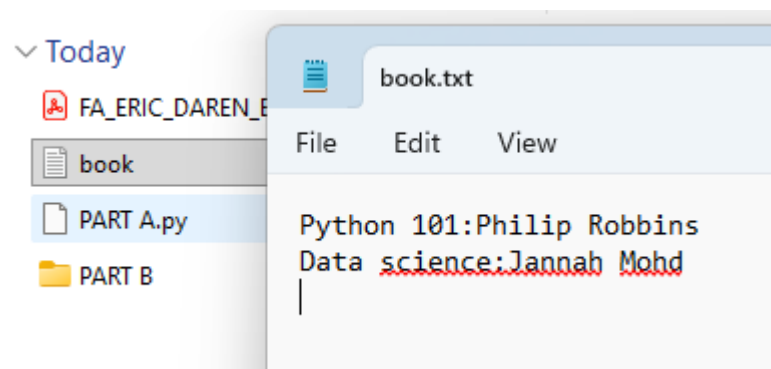 Today
FA_ERIC_DAREN_E
book
PART A.py
PART B
book.txt
File Edit View
Python 101:Philip Robbins
Data science:Jannah Mohd